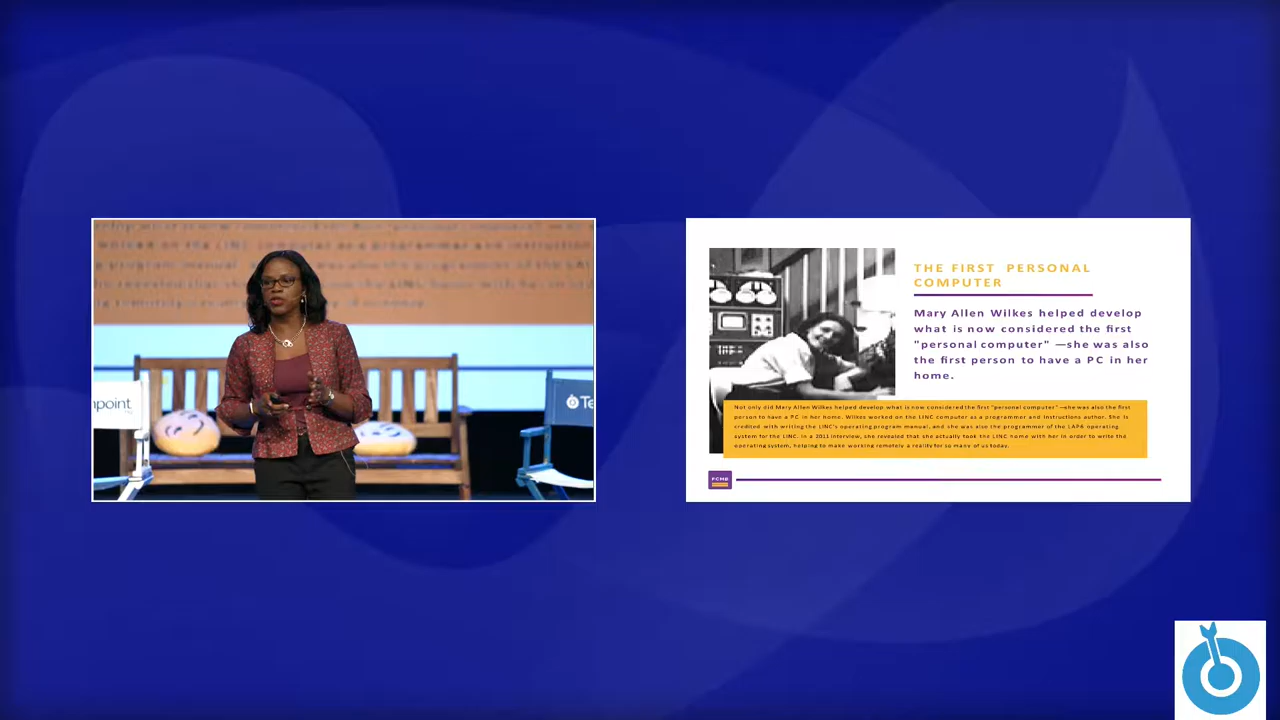 npoint
Te
THE FIRST PERSONAL
COMPUTER
Mary Allen Wilkes helped develop
what is now considered the first
"personal computer" —she was also
the first person to have a PC in her
home.
Not only did Mary Allen Wilkes helped develop what is now considered the first "personal computer"—she was also the first
person to have a PC in her home. Wilkes worked on the LINC computer as a programmer and instructions author. She is
credited with writing the LINC's operating program manual, and she was also the programmer of the LAP6 operating
system for the LINC. In a 2011 interview, she revealed that she actually took the LINC home with her in order to write the
operating system, helping to make working remotely a reality for so many of us today.
FCMB